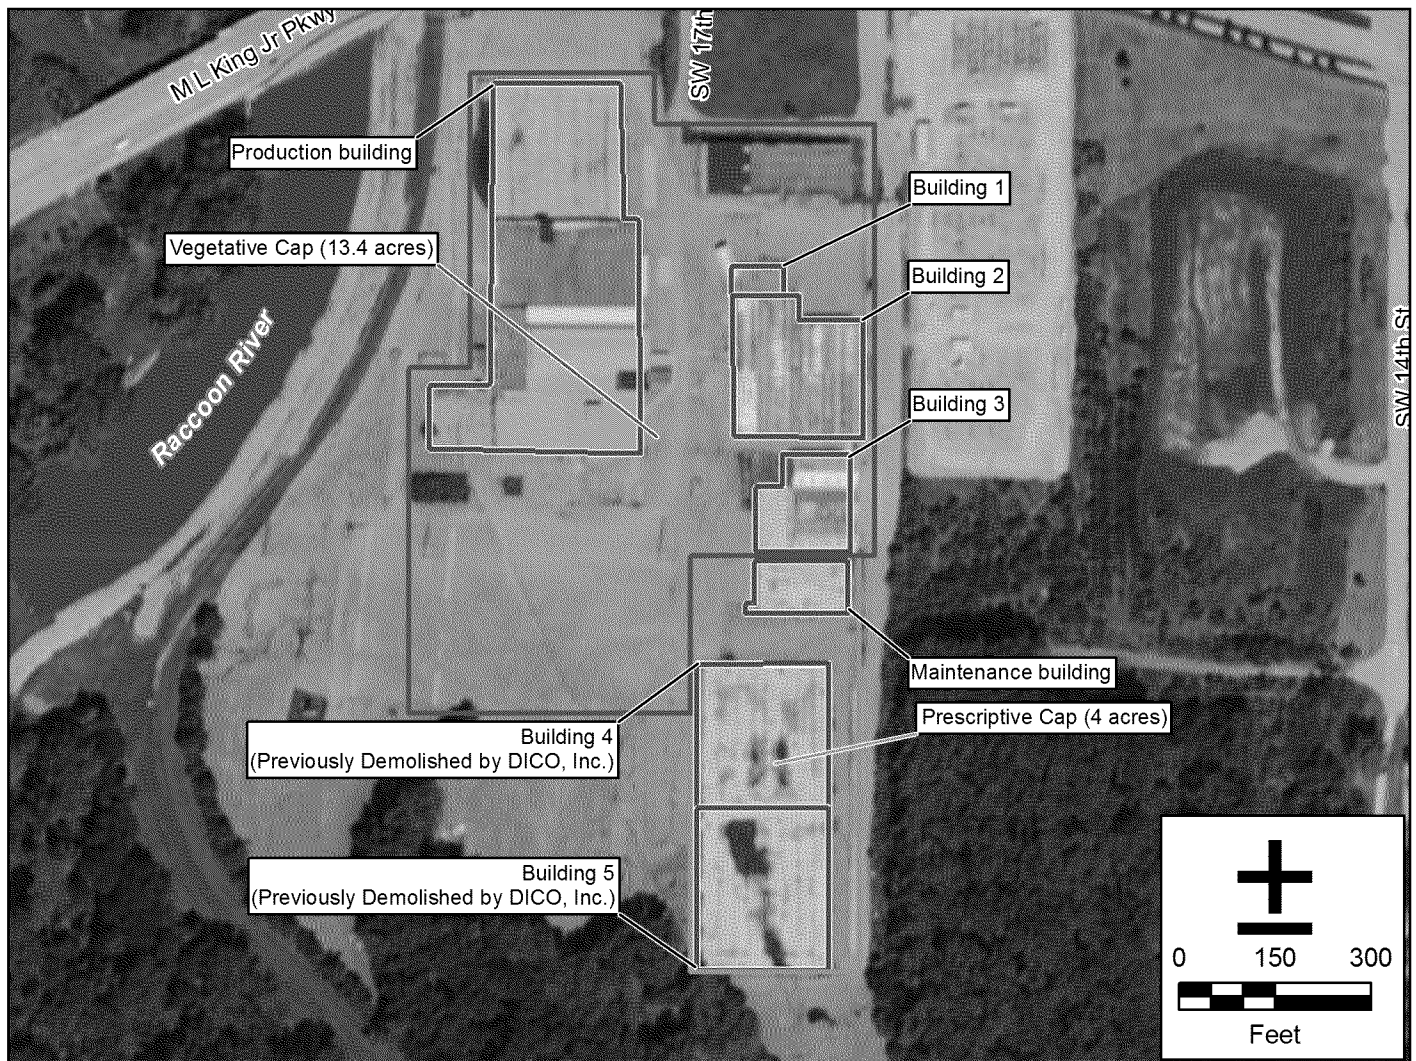 M L King Jr Pkwy
SW 17th
Production building
Building 1
Vegetative Cap (13.4 acres)
Building 2
Raccoon River
SW 14th St
Building 3
Maintenance building
Prescriptive Cap (4 acres)
Building 4
(Previously Demolished by DICO, Inc.)
Building 5
(Previously Demolished by DICO, Inc.)
0 150 300
Feet